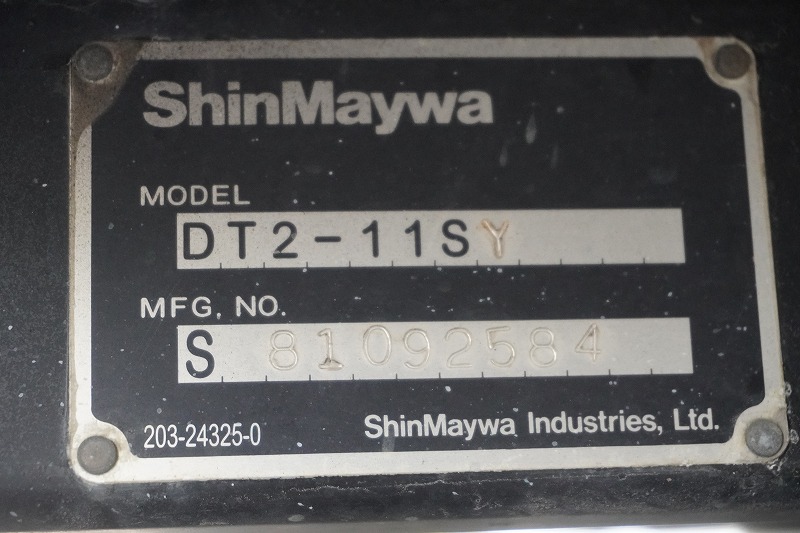 ShinMaywa
MODEL
DT2-11SY
MFG. NO.
S 81092584
203-24325-0 ShinMaywa Industries, Ltd.